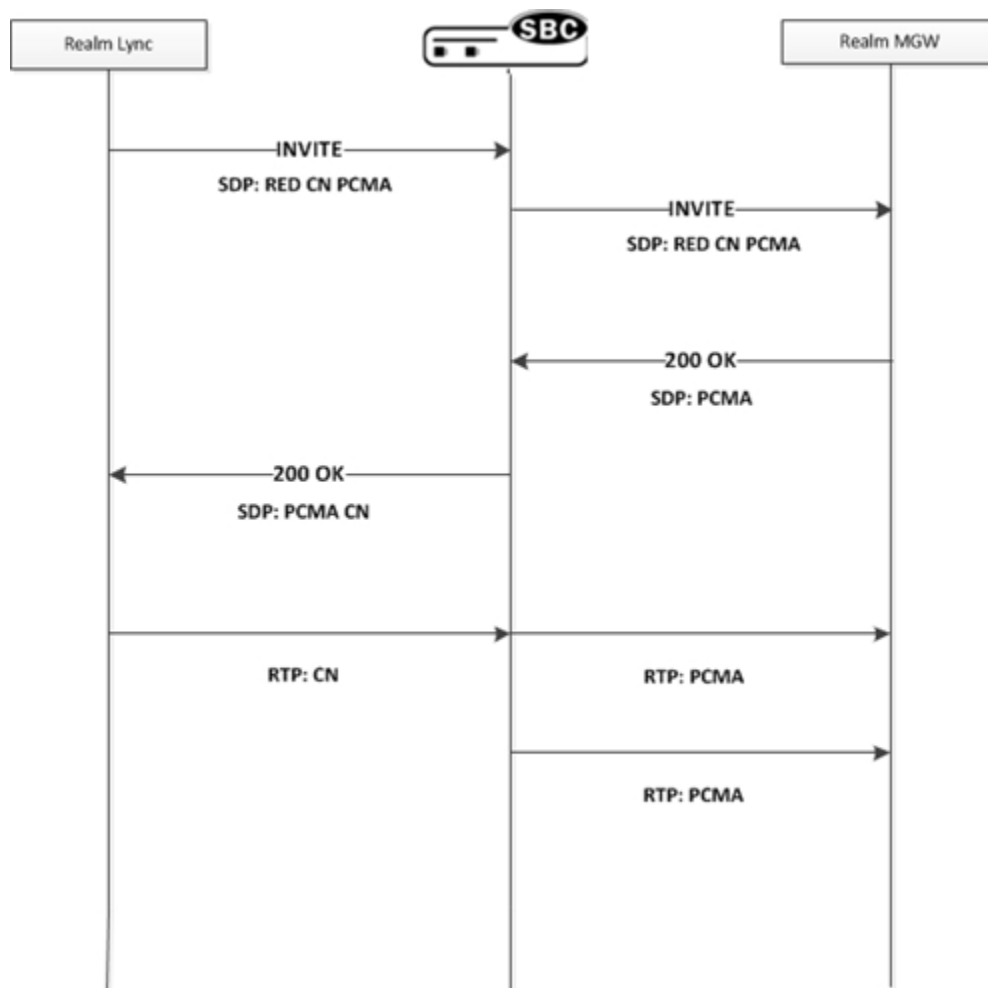 Realm Lync
SBC
Realm MGW
INVITE
SDP: RED CN PCMA
INVITE
SDP: RED CN PCMA
200 OK
SDP: PCMA
200 OK
SDP: PCMA CN
RTP: CN
RTP: PCMA
RTP: PCMA